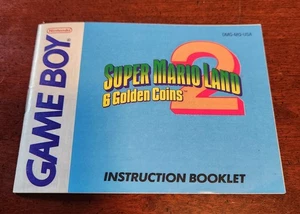 Nintendo
GAME BOY
SUPER MARIO LAND 2
6 Golden Coins
INSTRUCTION BOOKLET